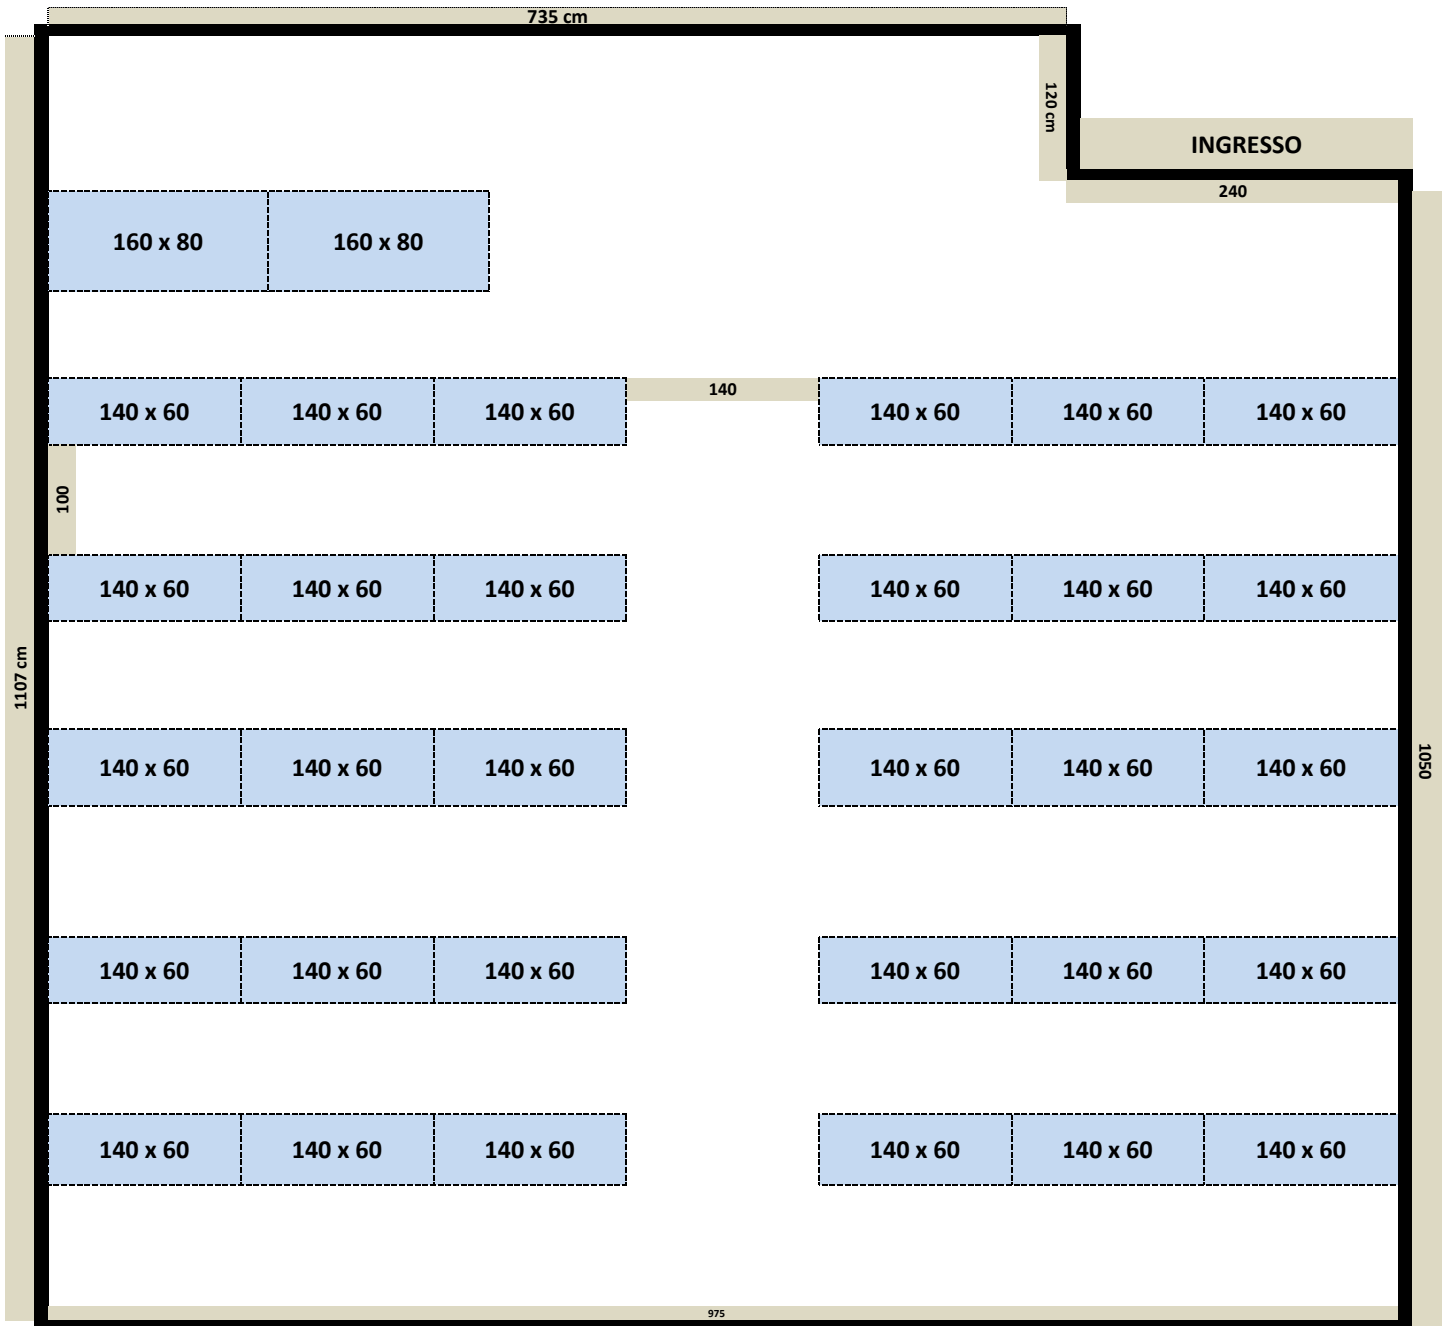 735 cm
120 cm
INGRESSO
240
160 x 80 160 x 80
140 x 60 140 x 60 140 x 60 140 140 x 60 140 x 60 140 x 60
100
140 x 60 140 x 60 140 x 60 140 x 60 140 x 60 140 x 60
1107 cm
140 x 60 140 x 60 140 x 60 140 x 60 140 x 60 140 x 60
1050
140 x 60 140 x 60 140 x 60 140 x 60 140 x 60 140 x 60
140 x 60 140 x 60 140 x 60 140 x 60 140 x 60 140 x 60
975